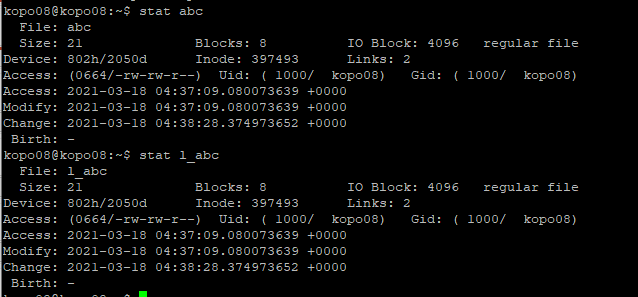 kopo08@kopo08:~$ stat abc
  File: abc
  Size: 21              Blocks: 8          IO Block: 4096   regular file
Device: 802h/2050d      Inode: 397493      Links: 2
Access: (0664/-rw-rw-r--)  Uid: ( 1000/  kopo08)   Gid: ( 1000/  kopo08)
Access: 2021-03-18 04:37:09.080073639 +0000
Modify: 2021-03-18 04:37:09.080073639 +0000
Change: 2021-03-18 04:38:28.374973652 +0000
 Birth: -
kopo08@kopo08:~$ stat l_abc
  File: l_abc
  Size: 21              Blocks: 8          IO Block: 4096   regular file
Device: 802h/2050d      Inode: 397493      Links: 2
Access: (0664/-rw-rw-r--)  Uid: ( 1000/  kopo08)   Gid: ( 1000/  kopo08)
Access: 2021-03-18 04:37:09.080073639 +0000
Modify: 2021-03-18 04:37:09.080073639 +0000
Change: 2021-03-18 04:38:28.374973652 +0000
 Birth: -
kopo08@kopo08:~$